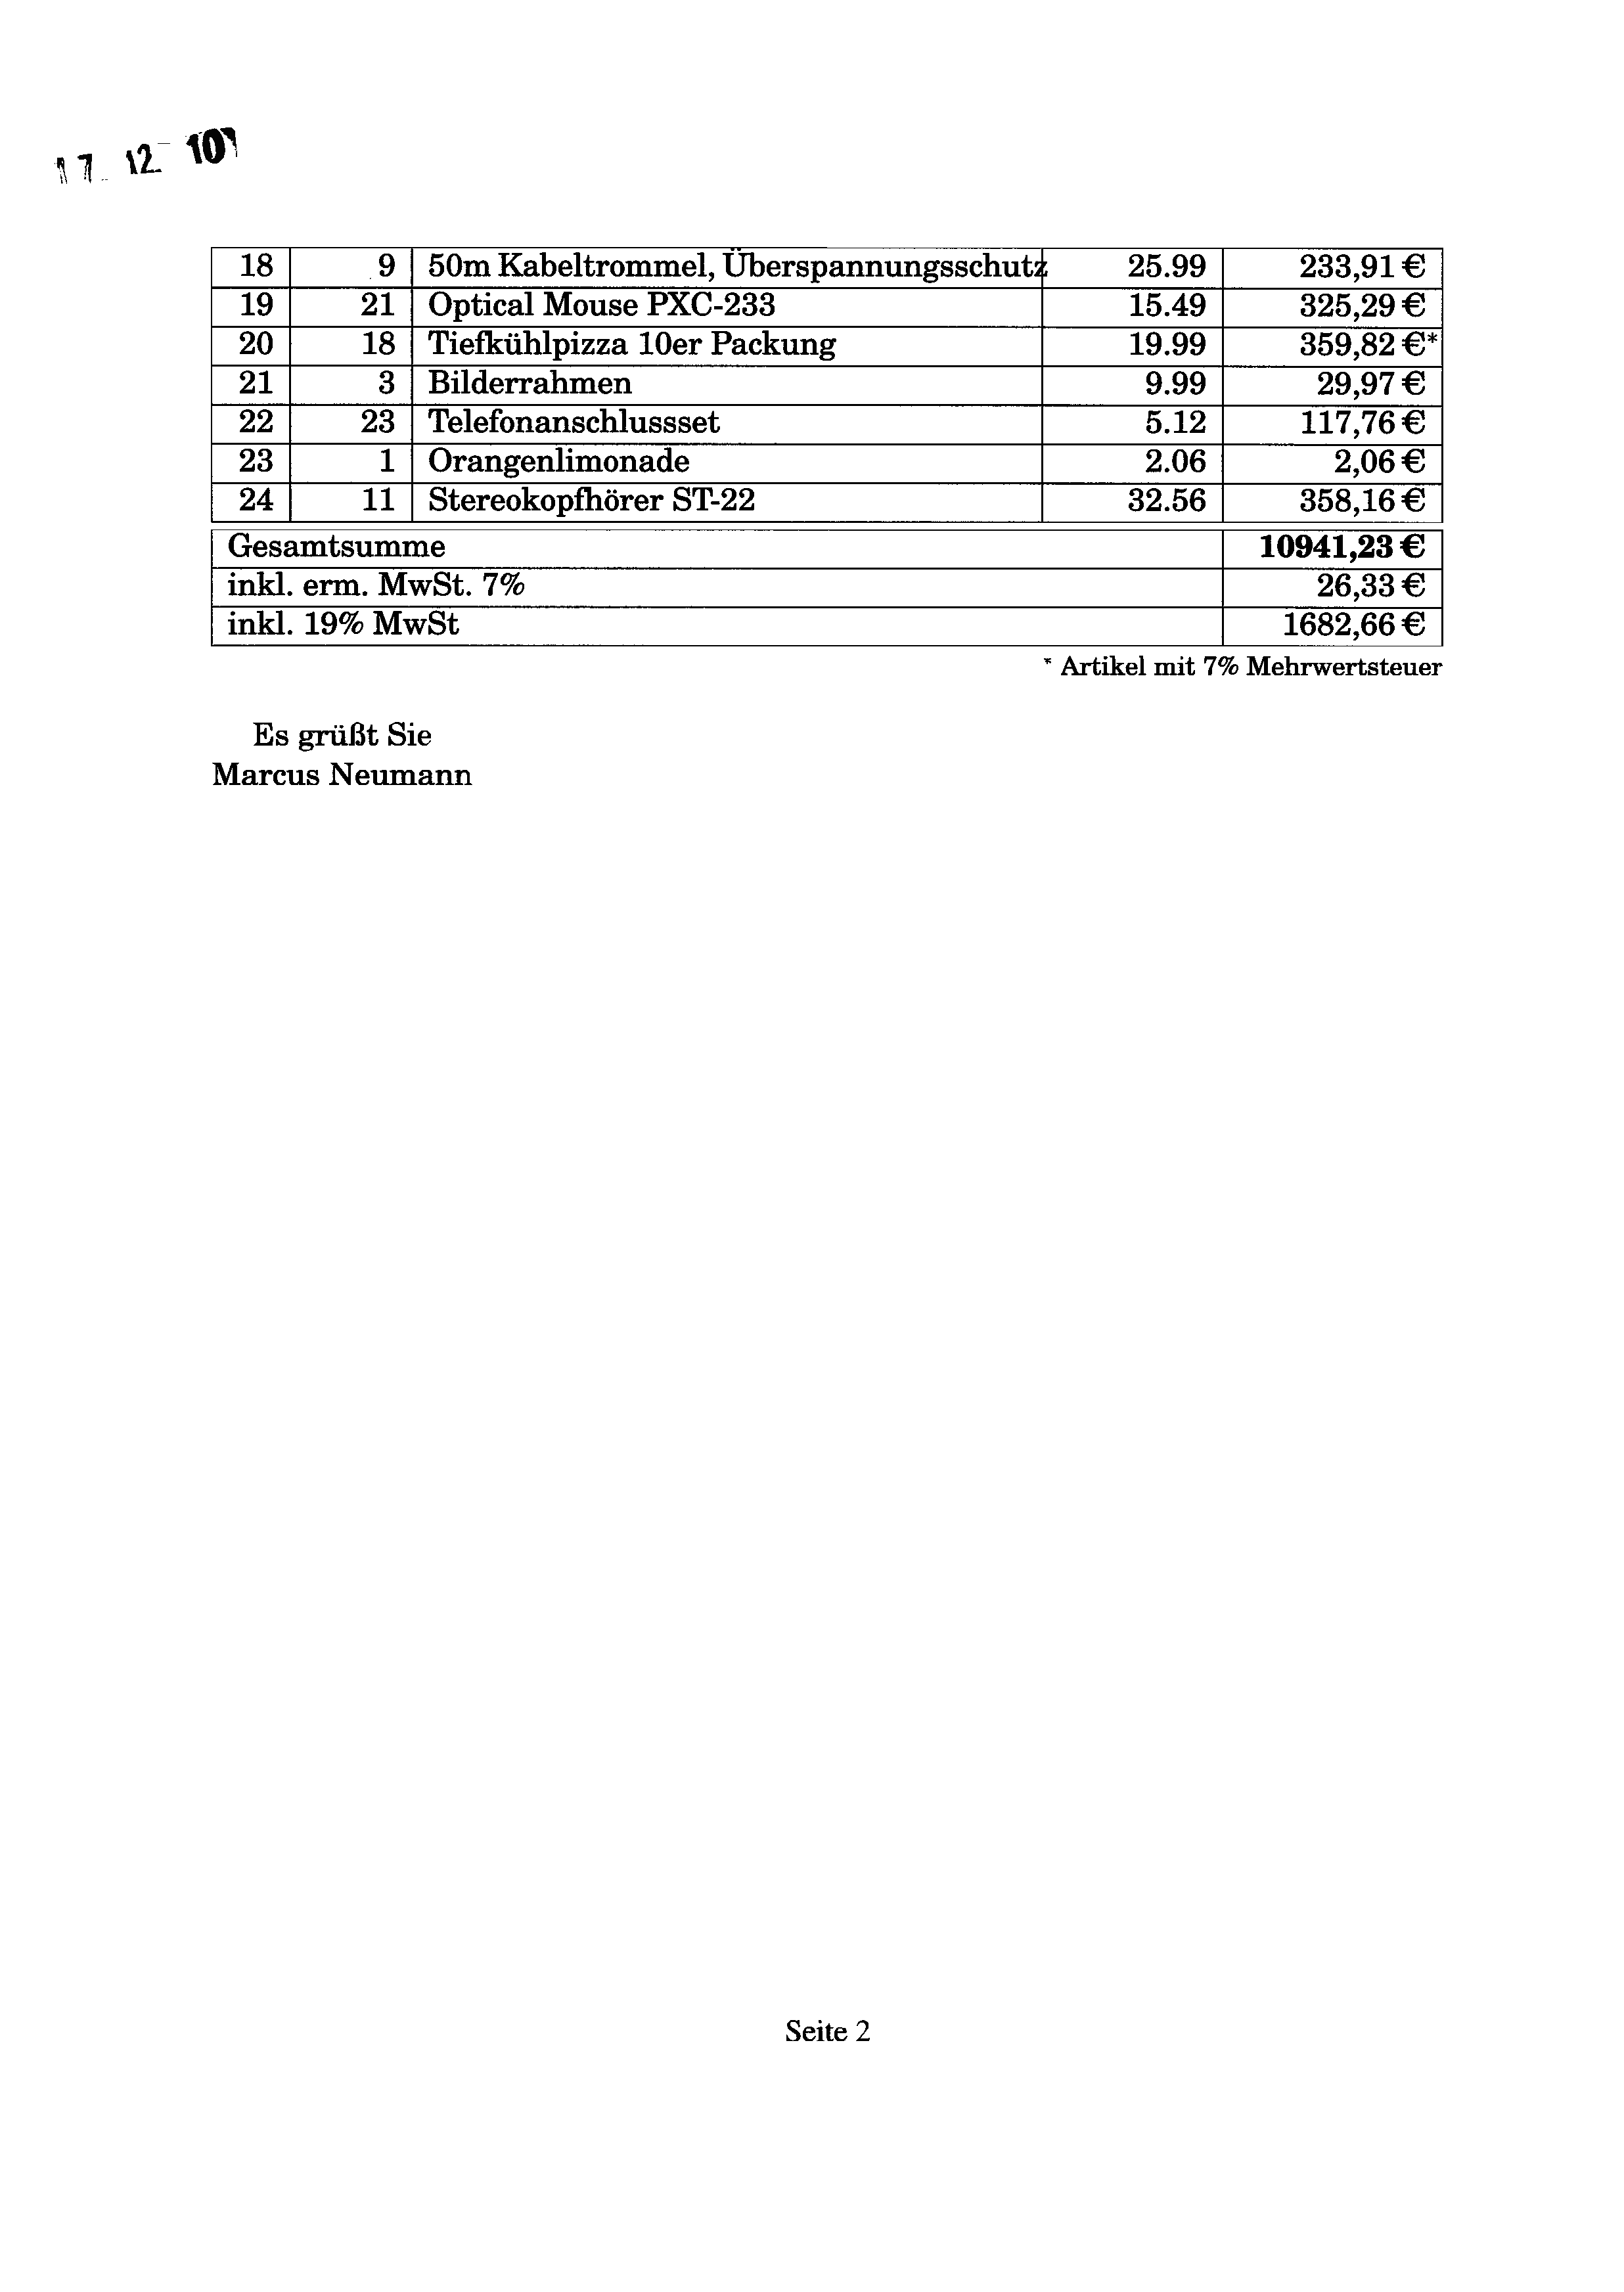 17. 12. 10
18 9 50m Kabeltrommel, Überspannungsschutz 25.99 233,91 €
19 21 Optical Mouse PXC-233 15.49 325,29 €
20 18 Tiefkühlpizza 10er Packung 19.99 359,82 €*
21 3 Bilderrahmen 9.99 29,97 €
22 23 Telefonanschlussset 5.12 117,76 €
23 1 Orangenlimonade 2.06 2,06 €
24 11 Stereokopfhörer ST-22 32.56 358,16 €
Gesamtsumme 10941,23 €
inkl. erm. MwSt. 7% 26,33 €
inkl. 19% MwSt 1682,66 €
* Artikel mit 7% Mehrwertsteuer
Es grüßt Sie
Marcus Neumann
Seite 2